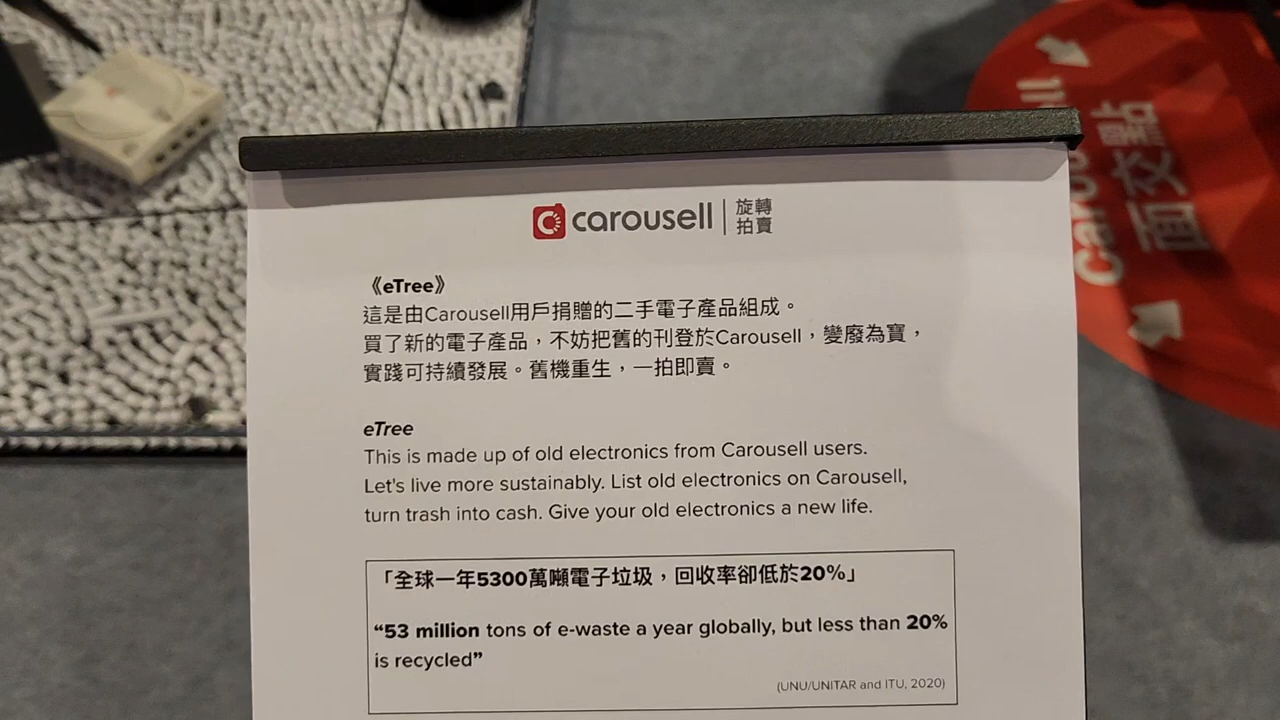 carousell
旋轉
拍賣
《eTree》
這是由Carousell用戶捐贈的二手電子產品組成。
買了新的電子產品，不妨把舊的刊登於Carousell，變廢為寶，
實踐可持續發展。舊機重生，一拍即賣。
eTree
This is made up of old electronics from Carousell users.
Let's live more sustainably. List old electronics on Carousell,
turn trash into cash. Give your old electronics a new life.
「全球一年5300萬噸電子垃圾，回收率卻低於20%」
“53 million tons of e-waste a year globally, but less than 20%
is recycled”
(UNU/UNITAR and ITU, 2020)
Carousell
面交點